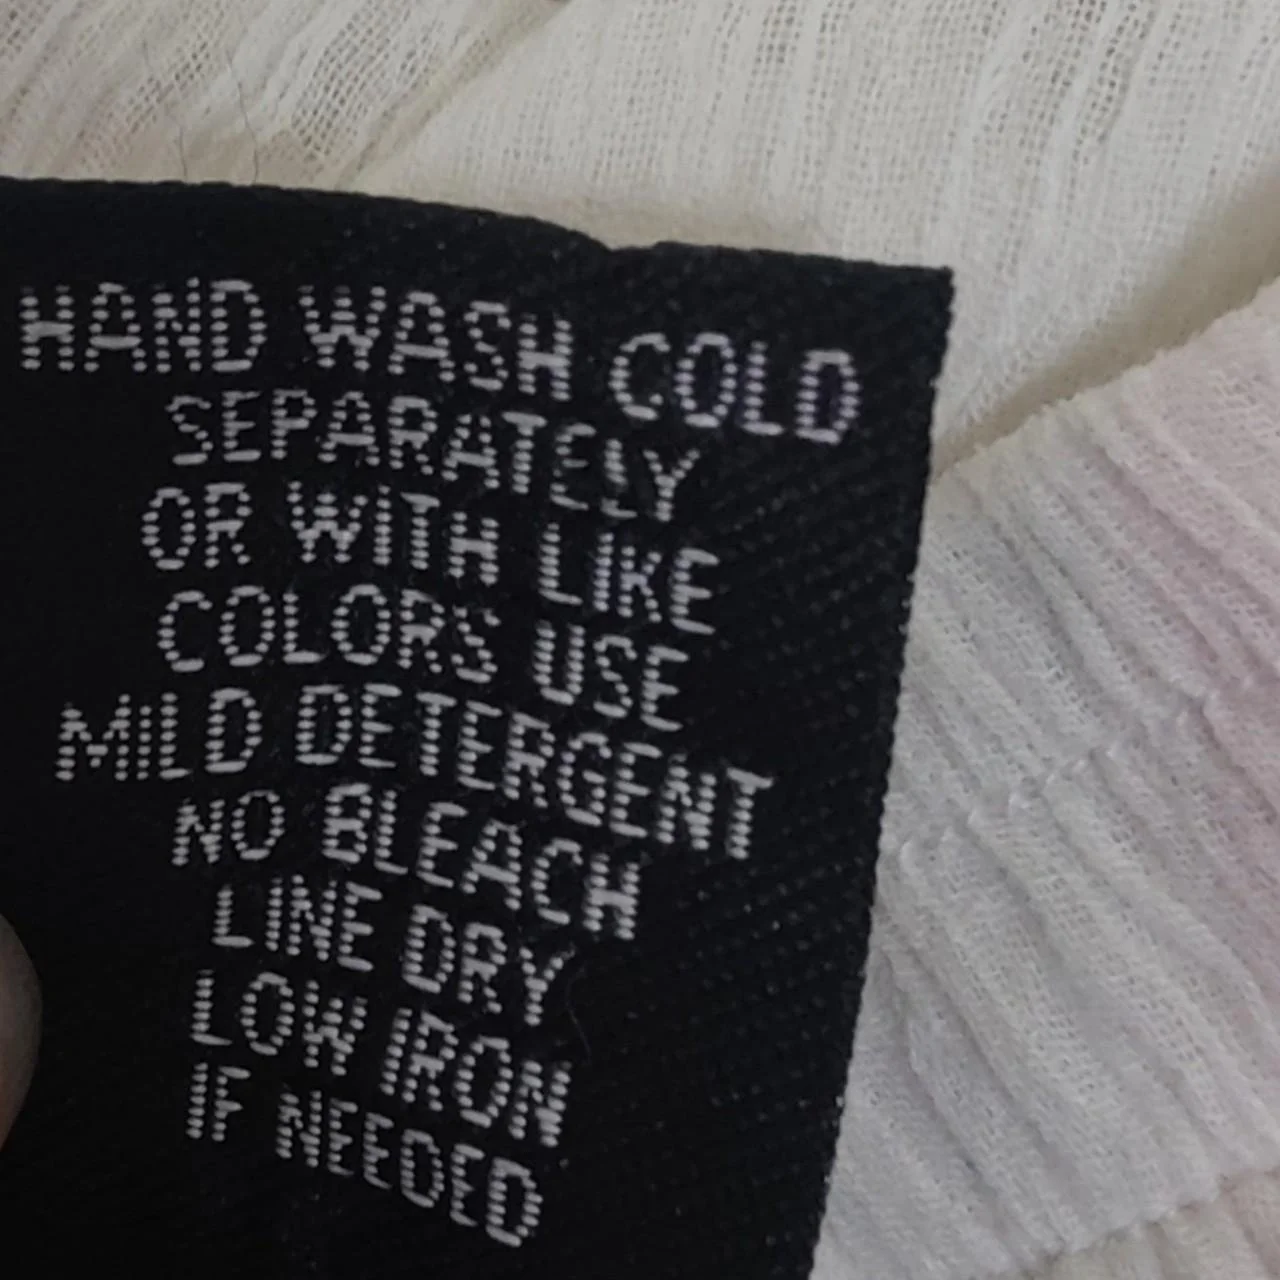 HAND WASH COLD
SEPARATELY
OR WITH LIKE
COLORS USE
MILD DETERGENT
NO BLEACH
LINE DRY
LOW IRON
IF NEEDED